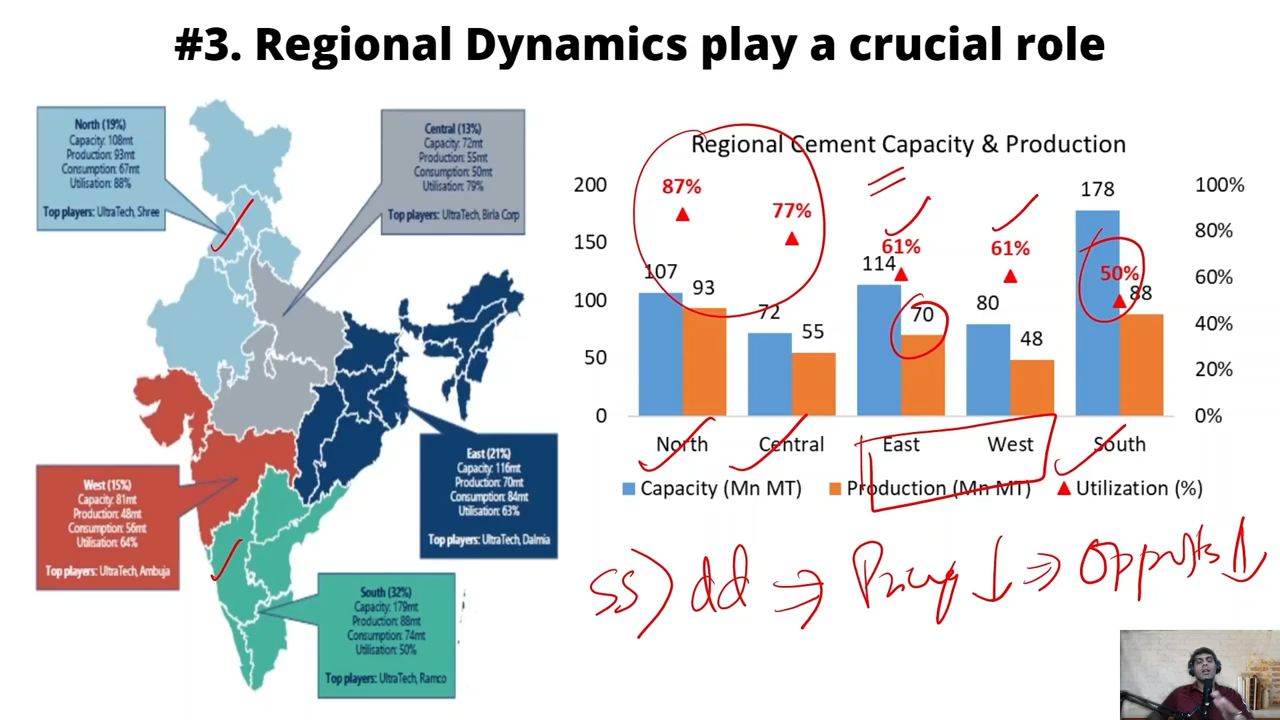 #3. Regional Dynamics play a crucial role
North (19%)
Capacity: 108mt
Production: 93mt
Consumption: 67mt
Utilisation: 88%
Top players: UltraTech, Shree
Central (13%)
Capacity: 72mt
Production: 55mt
Consumption: 50mt
Utilisation: 79%
Top players: UltraTech, Birla Corp
East (21%)
Capacity: 116mt
Production: 70mt
Consumption: 84mt
Utilisation: 63%
Top players: UltraTech, Dalmia
West (15%)
Capacity: 81mt
Production: 48mt
Consumption: 56mt
Utilisation: 64%
Top players: UltraTech, Ambuja
South (32%)
Capacity: 179mt
Production: 88mt
Consumption: 74mt
Utilisation: 50%
Top players: UltraTech, Ramco
Regional Cement Capacity & Production
200 178 100%
87% 77%
150 80%
61% 61% 50%
107 93 114 88 60%
100 72 55 70 80 48 40%
50 20%
0 0%
North Central East West South
Capacity (Mn MT) Production (Mn MT) Utilization (%)
SS > dd ⇒ Pricing ↓ ⇒